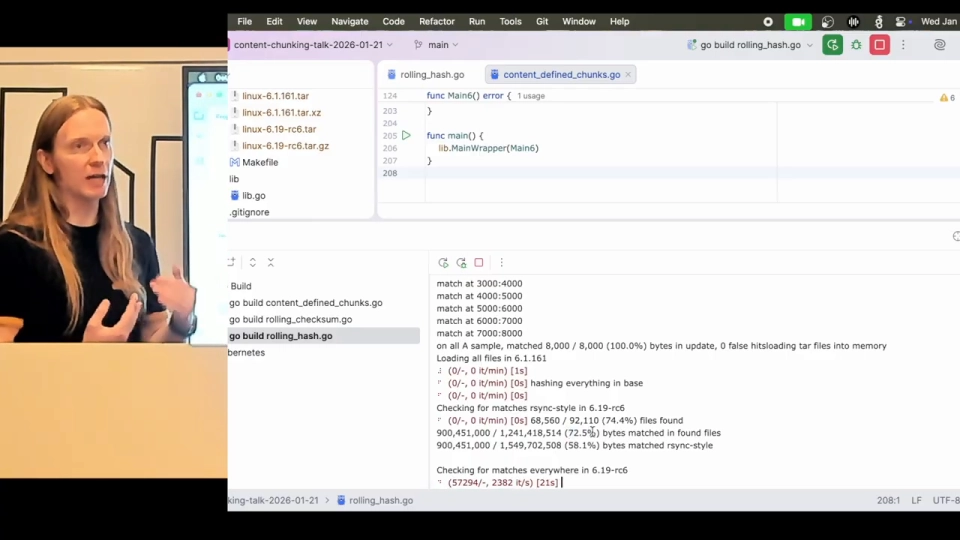 File Edit View Navigate Code Refactor Run Tools Git Window Help
Wed Jan
content-chunking-talk-2026-01-21
main
go build rolling_hash.go
linux-6.1.161.tar
linux-6.1.161.tar.xz
linux-6.19-rc6.tar
linux-6.19-rc6.tar.gz
Makefile
lib
lib.go
.gitignore
rolling_hash.go
content_defined_chunks.go
124 func Main6() error { 1 usage
6
203 }
204
205 func main() {
206 lib.MainWrapper(Main6)
207 }
208
Build
go build content_defined_chunks.go
go build rolling_checksum.go
go build rolling_hash.go
bernetes
match at 3000:4000
match at 4000:5000
match at 5000:6000
match at 6000:7000
match at 7000:8000
on all A sample, matched 8,000 / 8,000 (100.0%) bytes in update, 0 false hitsloading tar files into memory
Loading all files in 6.1.161
(0/-, 0 it/min) [1s]
(0/-, 0 it/min) [0s] hashing everything in base
(0/-, 0 it/min) [0s]
Checking for matches rsync-style in 6.19-rc6
(0/-, 0 it/min) [0s] 68,560 / 92,110 (74.4%) files found
900,451,000 / 1,241,418,514 (72.5%) bytes matched in found files
900,451,000 / 1,549,702,508 (58.1%) bytes matched rsync-style
Checking for matches everywhere in 6.19-rc6
(57294/-, 2382 it/s) [21s]
king-talk-2026-01-21 > rolling_hash.go
208:1 LF UTF-8